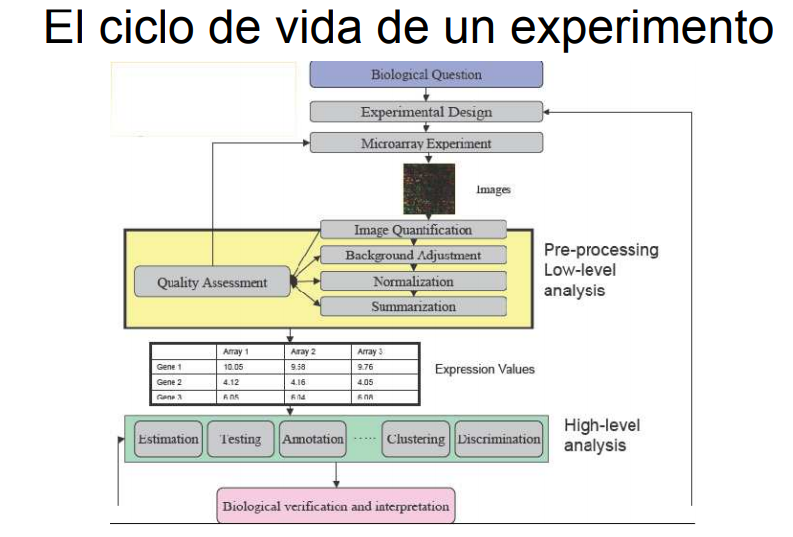 El ciclo de vida de un experimento
Biological Question
Experimental Design
Microarray Experiment
Images
Image Quantification
Background Adjustment
Quality Assessment
Normalization
Summarization
Pre-processing
Low-level
analysis
Array 1 Array 2 Array 3
Gene 1 10.05 9.58 9.76
Gene 2 4.12 4.16 4.05
Gene 3 6.05 6.04 6.08
Expression Values
Estimation Testing Annotation ····· Clustering Discrimination
High-level
analysis
Biological verification and interpretation